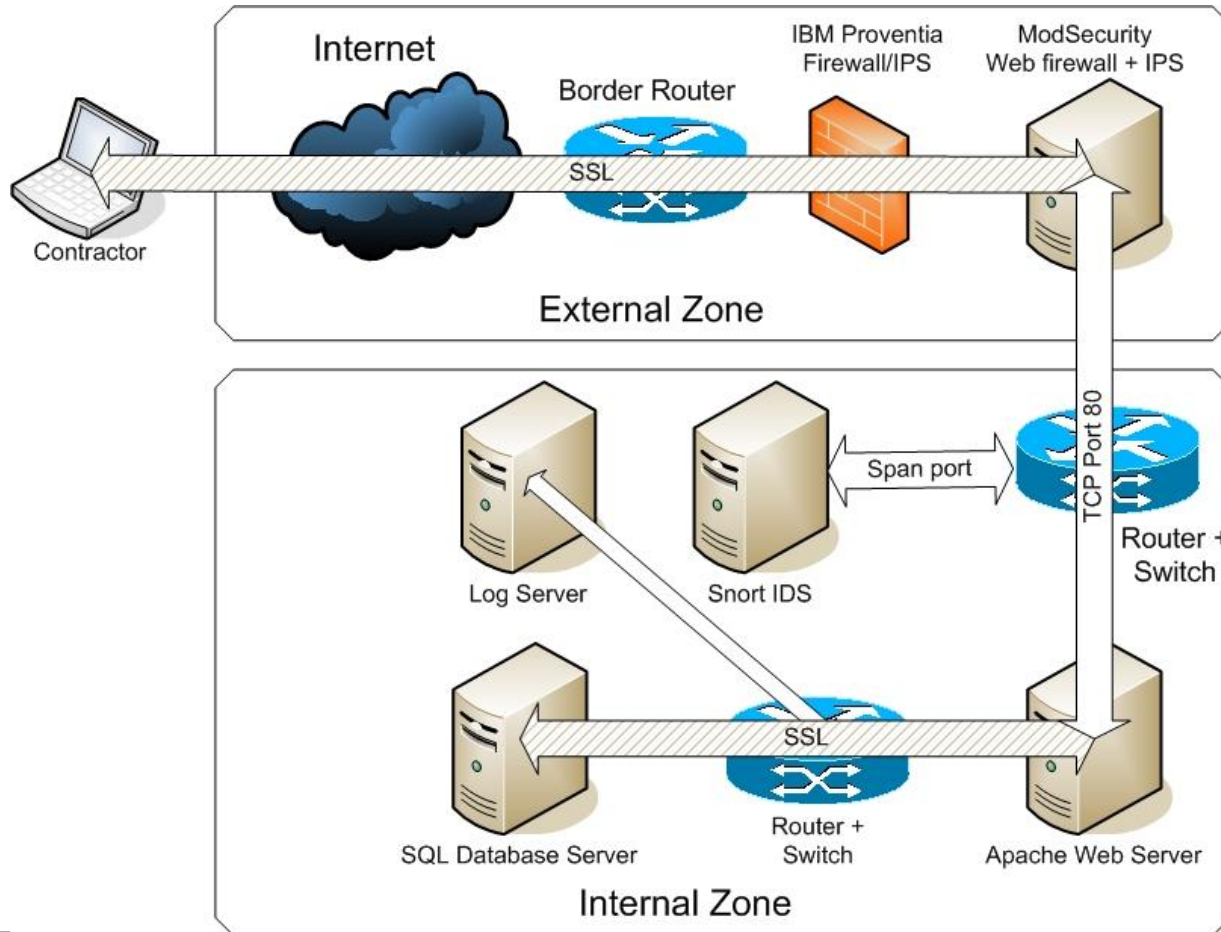 Internet
IBM Proventia
Firewall/IPS
ModSecurity
Web firewall + IPS
Border Router
SSL
Contractor
External Zone
TCP Port 80
Span port
Router +
Switch
Log Server
Snort IDS
SSL
SQL Database Server
Router +
Switch
Apache Web Server
Internal Zone